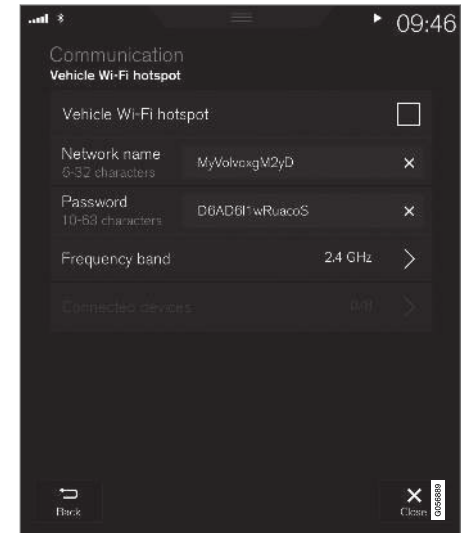 09:46
Communication
Vehicle Wi-Fi hotspot
Vehicle Wi-Fi hotspot
Network name
6-32 characters
MyVolvoxgM2yD
Password
10-63 characters
D6AD6l1wRuacoS
Frequency band
2.4 GHz
Connected devices
0/8
Back
Close
G056889